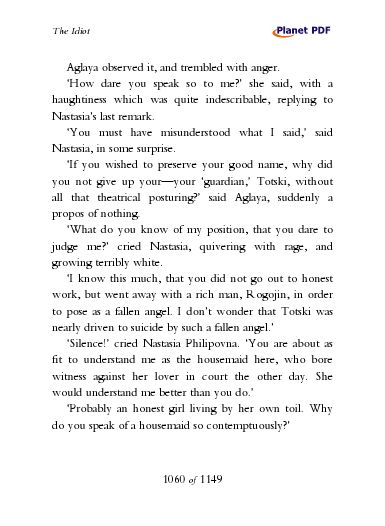 The Idiot
Planet PDF
Aglaya observed it, and trembled with anger.
'How dare you speak so to me?' she said, with a
haughtiness which was quite indescribable, replying to
Nastasia's last remark.
'You must have misunderstood what I said,' said
Nastasia, in some surprise.
'If you wished to preserve your good name, why did
you not give up your—your 'guardian,' Totski, without
all that theatrical posturing?' said Aglaya, suddenly a
propos of nothing.
'What do you know of my position, that you dare to
judge me?' cried Nastasia, quivering with rage, and
growing terribly white.
'I know this much, that you did not go out to honest
work, but went away with a rich man, Rogojin, in order
to pose as a fallen angel. I don't wonder that Totski was
nearly driven to suicide by such a fallen angel.'
'Silence!' cried Nastasia Philipovna. 'You are about as
fit to understand me as the housemaid here, who bore
witness against her lover in court the other day. She
would understand me better than you do.'
'Probably an honest girl living by her own toil. Why
do you speak of a housemaid so contemptuously?'
1060 of 1149